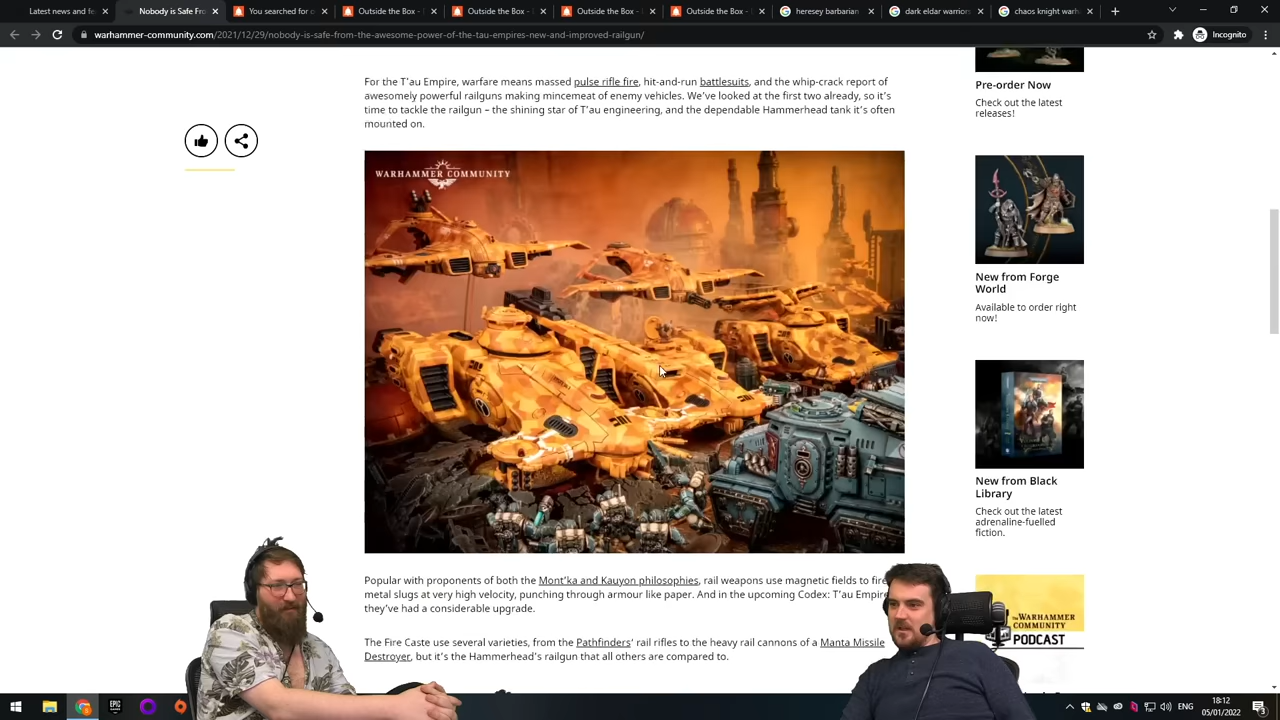 Latest news and fe
Nobody is Safe Fro
You searched for o
Outside the Box - 
Outside the Box - 
Outside the Box - 
Outside the Box - 
heresey barbarian
dark eldar warriors
chaos knight warh
warhammer-community.com/2021/12/29/nobody-is-safe-from-the-awesome-power-of-the-tau-empires-new-and-improved-railgun/
Incognito
For the T'au Empire, warfare means massed pulse rifle fire, hit-and-run battlesuits, and the whip-crack report of
awesomely powerful railguns making mincemeat of enemy vehicles. We've looked at the first two already, so it's
time to tackle the railgun – the shining star of T'au engineering, and the dependable Hammerhead tank it's often
mounted on.
WARHAMMER COMMUNITY
Popular with proponents of both the Mont'ka and Kauyon philosophies, rail weapons use magnetic fields to fire
metal slugs at very high velocity, punching through armour like paper. And in the upcoming Codex: T'au Empire
they've had a considerable upgrade.
The Fire Caste use several varieties, from the Pathfinders' rail rifles to the heavy rail cannons of a Manta Missile
Destroyer, but it's the Hammerhead's railgun that all others are compared to.
Pre-order Now
Check out the latest
releases!
New from Forge
World
Available to order right
now!
New from Black
Library
Check out the latest
adrenaline-fuelled
fiction.
The WARHAMMER
COMMUNITY
PODCAST
EPIC
ENG
18:12
05/01/2022